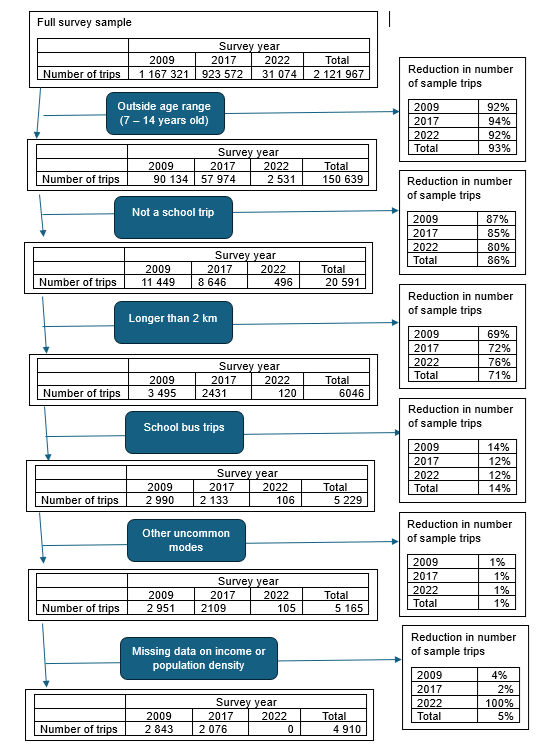 Full survey sample
Survey year
2009 2017 2022 Total
Number of trips 1 167 321 923 572 31 074 2 121 967
Reduction in number
of sample trips
2009 92%
2017 94%
2022 92%
Total 93%
Outside age range
(7 – 14 years old)
Survey year
2009 2017 2022 Total
Number of trips 90 134 57 974 2 531 150 639
Reduction in number
of sample trips
2009 87%
2017 85%
2022 80%
Total 86%
Not a school trip
Survey year
2009 2017 2022 Total
Number of trips 11 449 8 646 496 20 591
Reduction in number
of sample trips
2009 69%
2017 72%
2022 76%
Total 71%
Longer than 2 km
Survey year
2009 2017 2022 Total
Number of trips 3 495 2431 120 6046
Reduction in number
of sample trips
2009 14%
2017 12%
2022 12%
Total 14%
School bus trips
Survey year
2009 2017 2022 Total
Number of trips 2 990 2 133 106 5 229
Reduction in number
of sample trips
2009 1%
2017 1%
2022 1%
Total 1%
Other uncommon
modes
Survey year
2009 2017 2022 Total
Number of trips 2 951 2109 105 5 165
Reduction in number
of sample trips
2009 4%
2017 2%
2022 100%
Total 5%
Missing data on income or
population density
Survey year
2009 2017 2022 Total
Number of trips 2 843 2 076 0 4 910